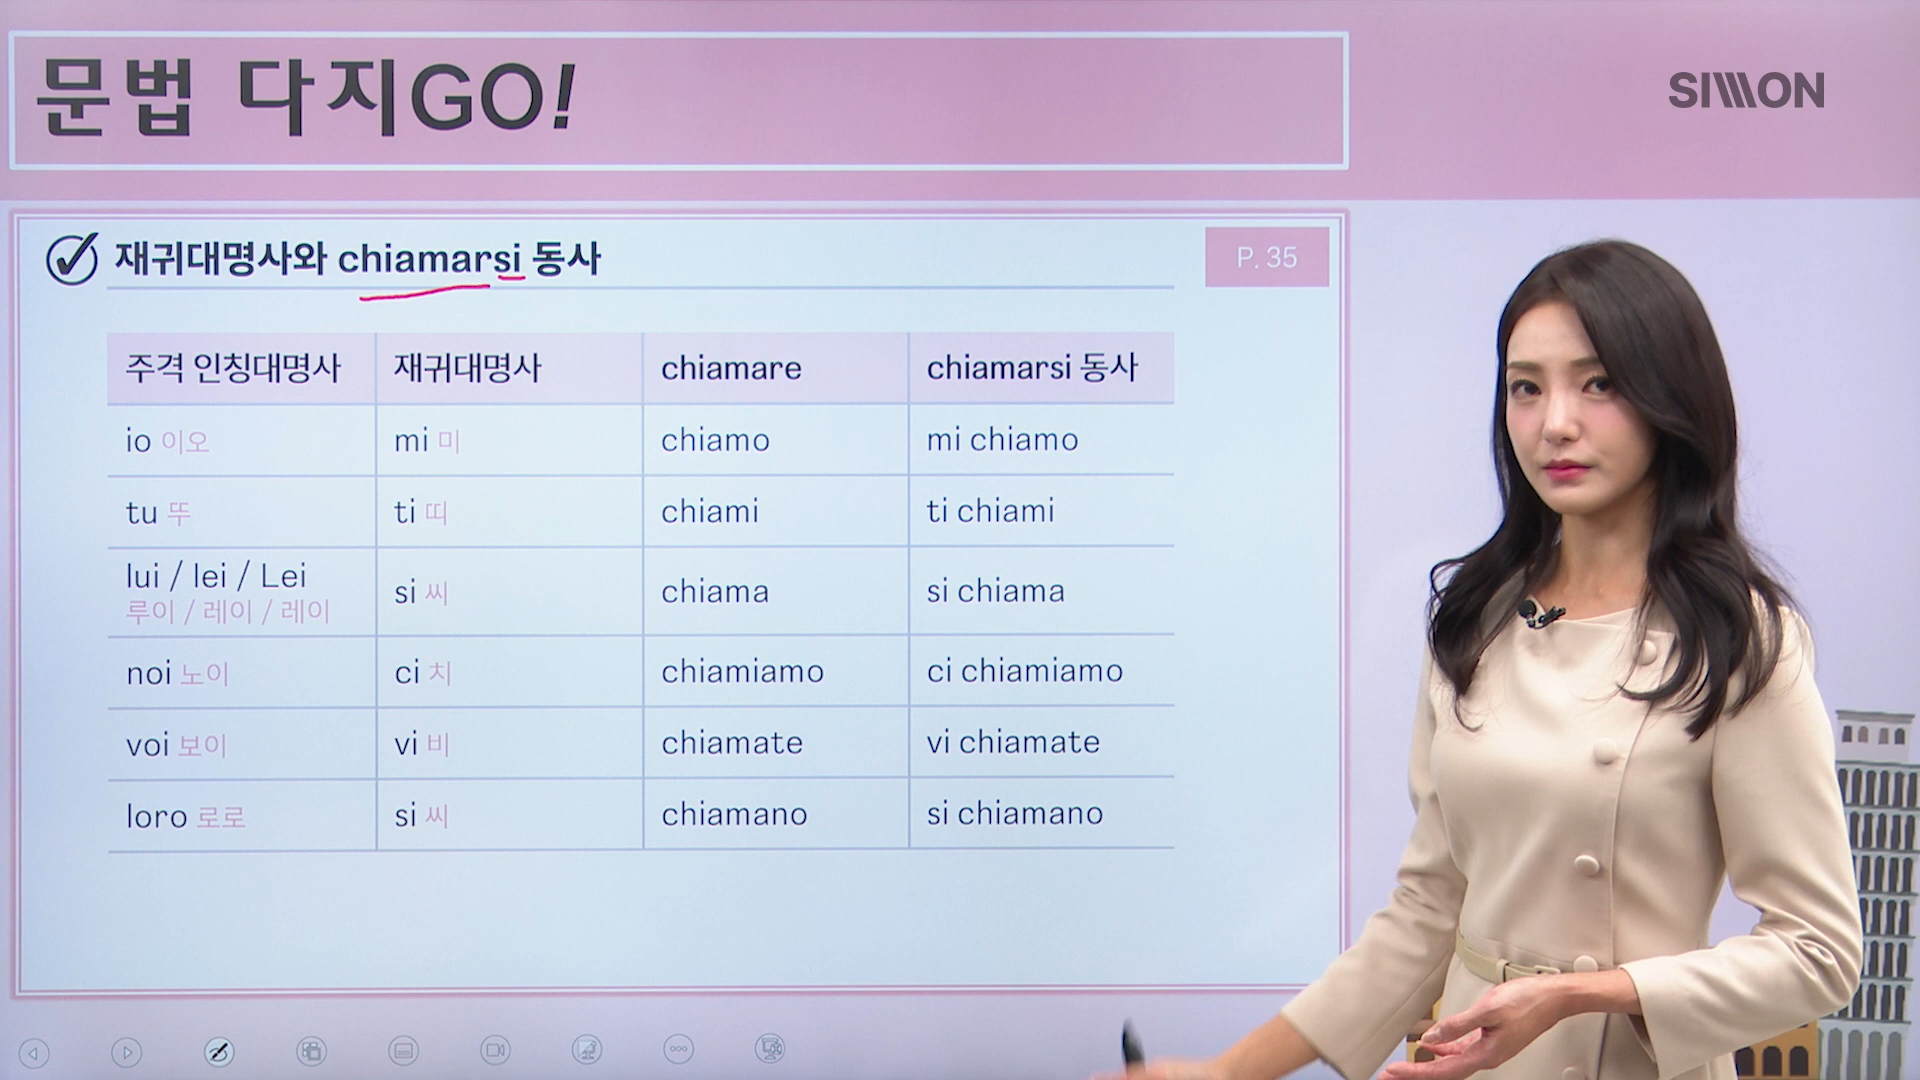 문법 다지GO!
SIWON
재귀대명사와 chiamarsi 동사
P. 35
주격 인칭대명사 재귀대명사 chiamare chiamarsi 동사
io 이오 mi 미 chiamo mi chiamo
tu 뚜 ti 띠 chiami ti chiami
lui / lei / Lei
루이 / 레이 / 레이 si 씨 chiama si chiama
noi 노이 ci 치 chiamiamo ci chiamiamo
voi 보이 vi 비 chiamate vi chiamate
loro 로로 si 씨 chiamano si chiamano